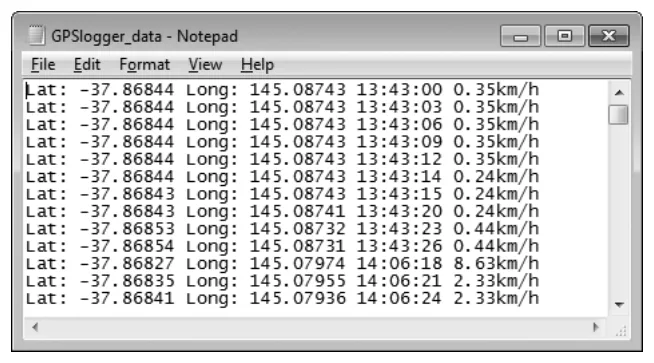 GPSlogger_data - Notepad
File Edit Format View Help
Lat: -37.86844 Long: 145.08743 13:43:00 0.35km/h
Lat: -37.86844 Long: 145.08743 13:43:03 0.35km/h
Lat: -37.86844 Long: 145.08743 13:43:06 0.35km/h
Lat: -37.86844 Long: 145.08743 13:43:09 0.35km/h
Lat: -37.86844 Long: 145.08743 13:43:12 0.35km/h
Lat: -37.86844 Long: 145.08743 13:43:14 0.24km/h
Lat: -37.86843 Long: 145.08743 13:43:15 0.24km/h
Lat: -37.86843 Long: 145.08741 13:43:20 0.24km/h
Lat: -37.86853 Long: 145.08732 13:43:23 0.44km/h
Lat: -37.86854 Long: 145.08731 13:43:26 0.44km/h
Lat: -37.86827 Long: 145.07974 14:06:18 8.63km/h
Lat: -37.86835 Long: 145.07955 14:06:21 2.33km/h
Lat: -37.86841 Long: 145.07936 14:06:24 2.33km/h